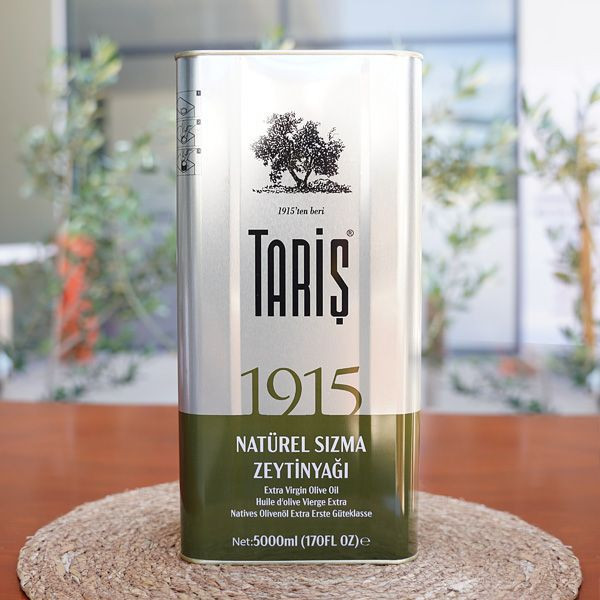 1915'ten beri
TARİŞ®
1915
NATÜREL SIZMA
ZEYTİNYAĞI
Extra Virgin Olive Oil
Huile d'olive Vierge Extra
Natives Olivenöl Extra Erste Güteklasse
Net:5000ml (170FL OZ)℮